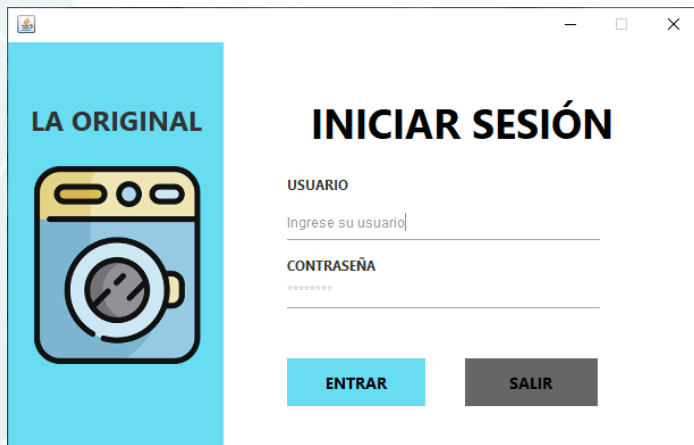 LA ORIGINAL
INICIAR SESIÓN
USUARIO
Ingrese su usuario
CONTRASEÑA
********
ENTRAR
SALIR